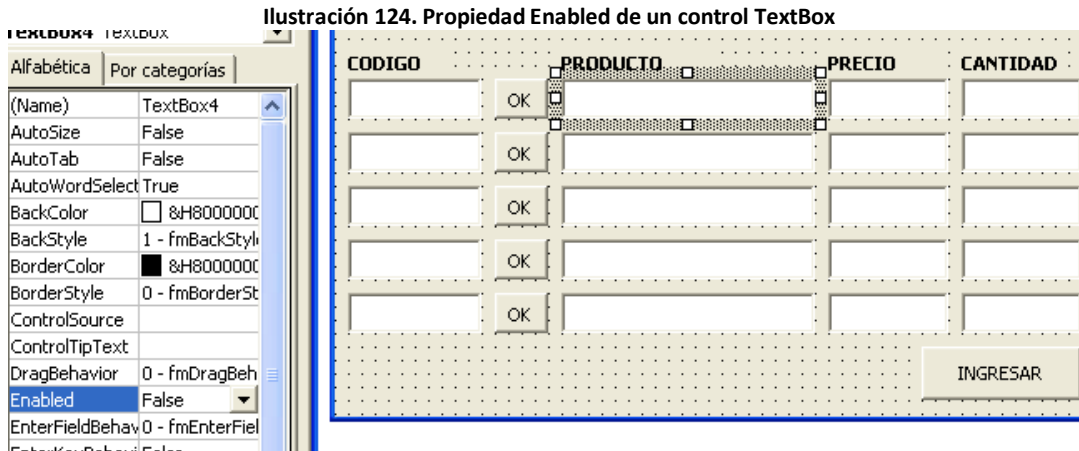 Ilustración 124. Propiedad Enabled de un control TextBox
TextBox4 TextBox
Alfabética Por categorías
(Name) TextBox4
AutoSize False
AutoTab False
AutoWordSelect True
BackColor &H8000000
BackStyle 1 - fmBackStyl
BorderColor &H8000000
BorderStyle 0 - fmBorderSt
ControlSource
ControlTipText
DragBehavior 0 - fmDragBeh
Enabled False
EnterFieldBehav 0 - fmEnterFiel
EnterKeyBehavi False
CODIGO PRODUCTO PRECIO CANTIDAD
OK
OK
OK
OK
OK
INGRESAR